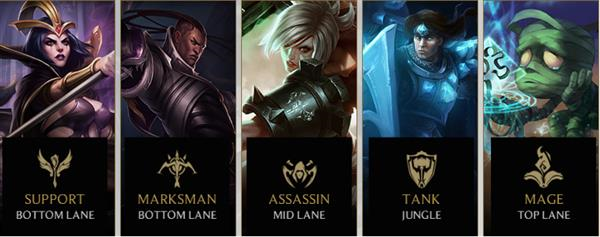 SUPPORT
BOTTOM LANE
MARKSMAN
BOTTOM LANE
ASSASSIN
MID LANE
TANK
JUNGLE
MAGE
TOP LANE